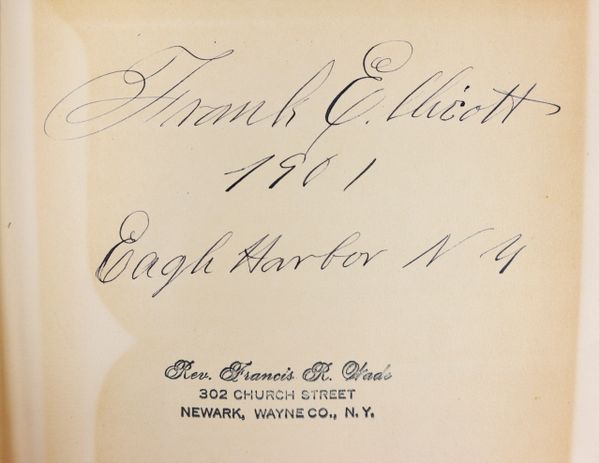 Frank Ellicott
1901
Eagle Harbor N Y
Rev. Francis R. Wade
302 CHURCH STREET
NEWARK, WAYNE CO., N.Y.